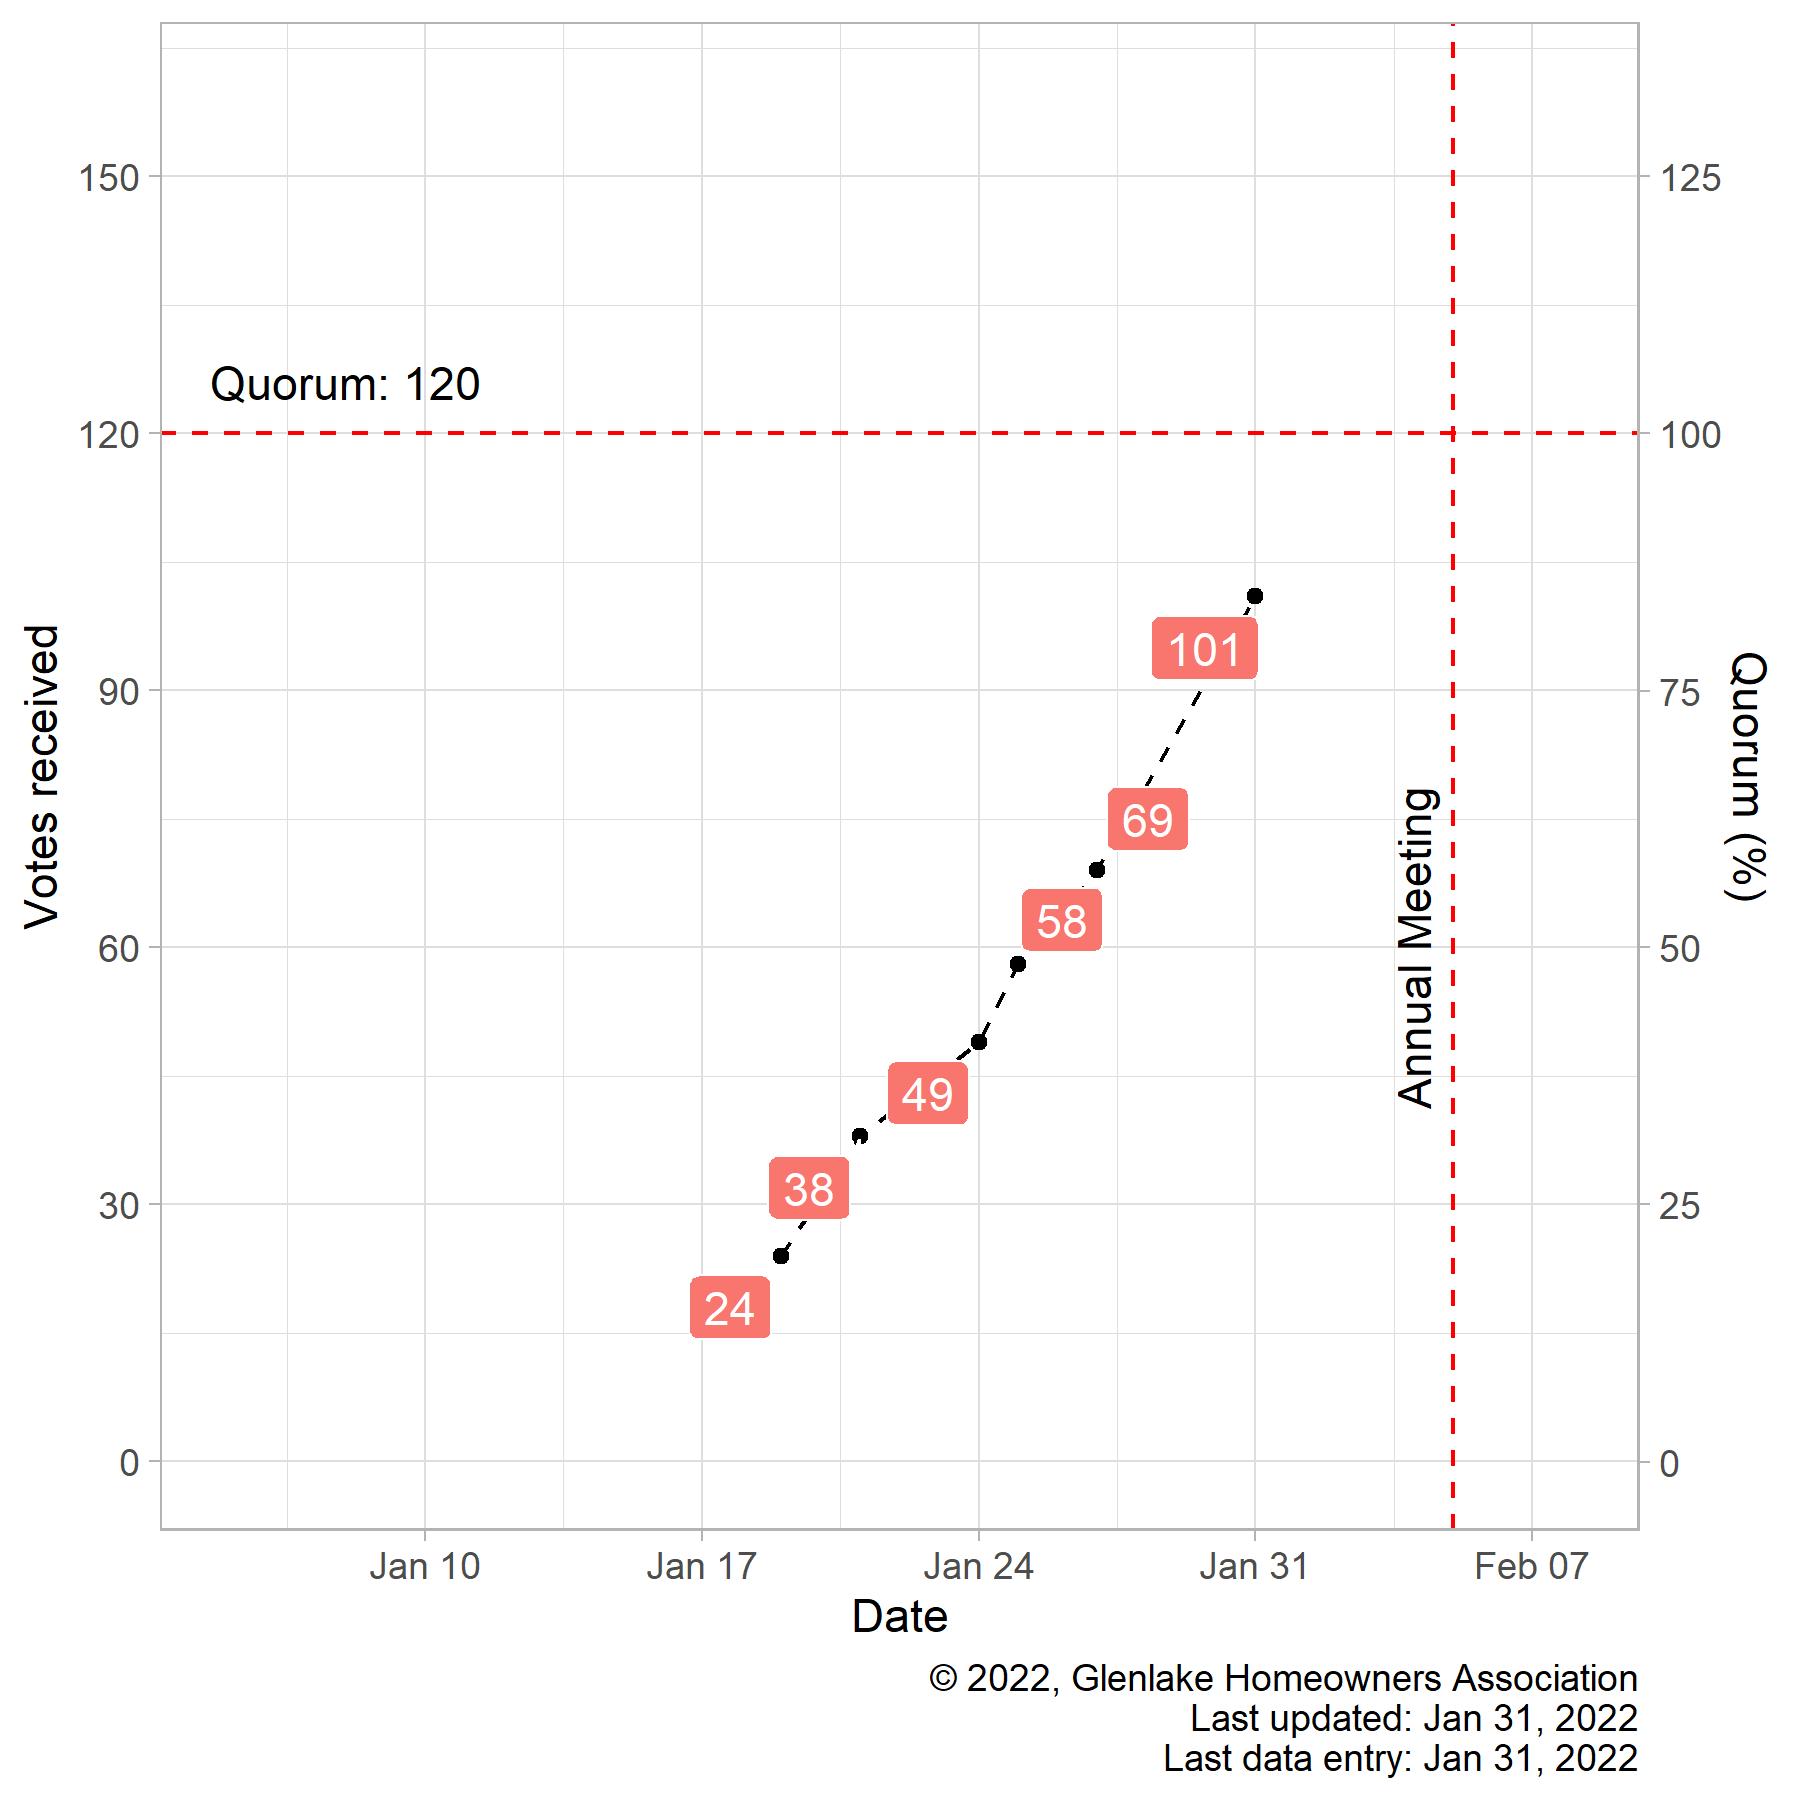 150
125
Quorum: 120
120
100
101
90
75
Votes received
Quorum (%)
69
58
Annual Meeting
60
50
49
38
30
25
24
0
0
Jan 10
Jan 17
Jan 24
Jan 31
Feb 07
Date
© 2022, Glenlake Homeowners Association
Last updated: Jan 31, 2022
Last data entry: Jan 31, 2022